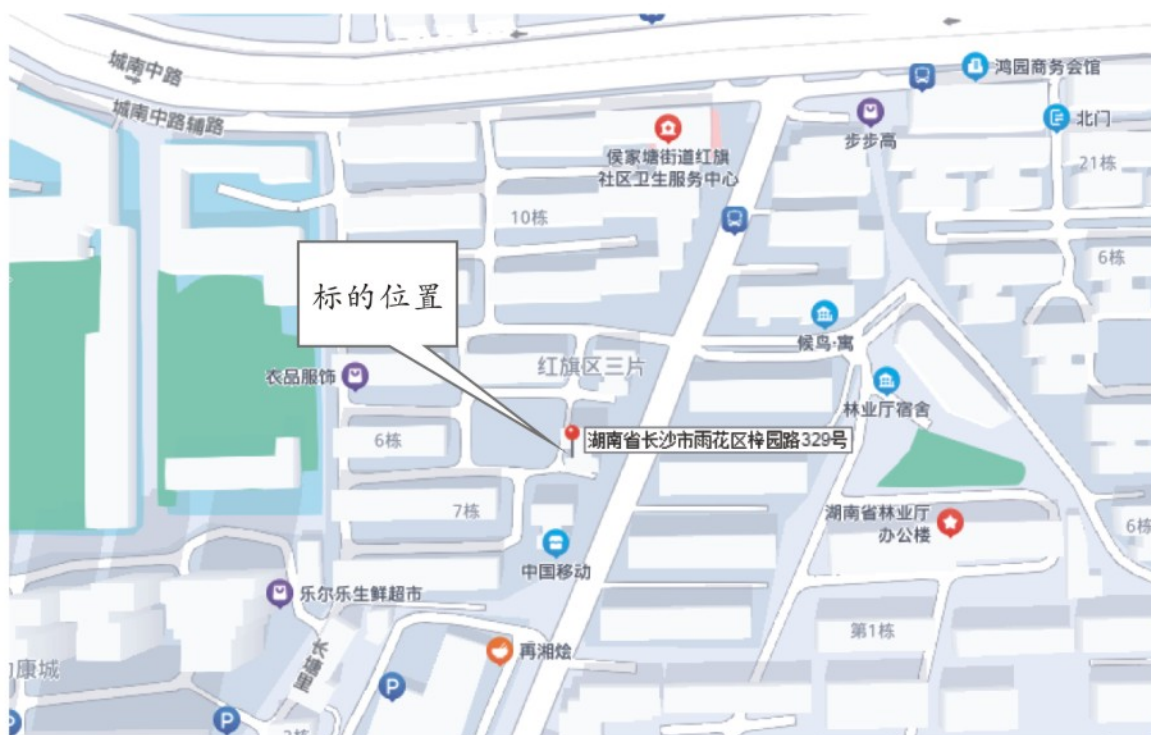 城南中路
城南中路辅路
鸿园商务会馆
北门
步步高
侯家塘街道红旗
社区卫生服务中心
21栋
10栋
6栋
标的位置
候鸟·寓
红旗区三片
衣品服饰
林业厅宿舍
6栋
湖南省长沙市雨花区梓园路329号
7栋
湖南省林业厅
办公楼
6栋
中国移动
乐尔乐生鲜超市
第1栋
长塘里
再湘烩
康城
P
P
P